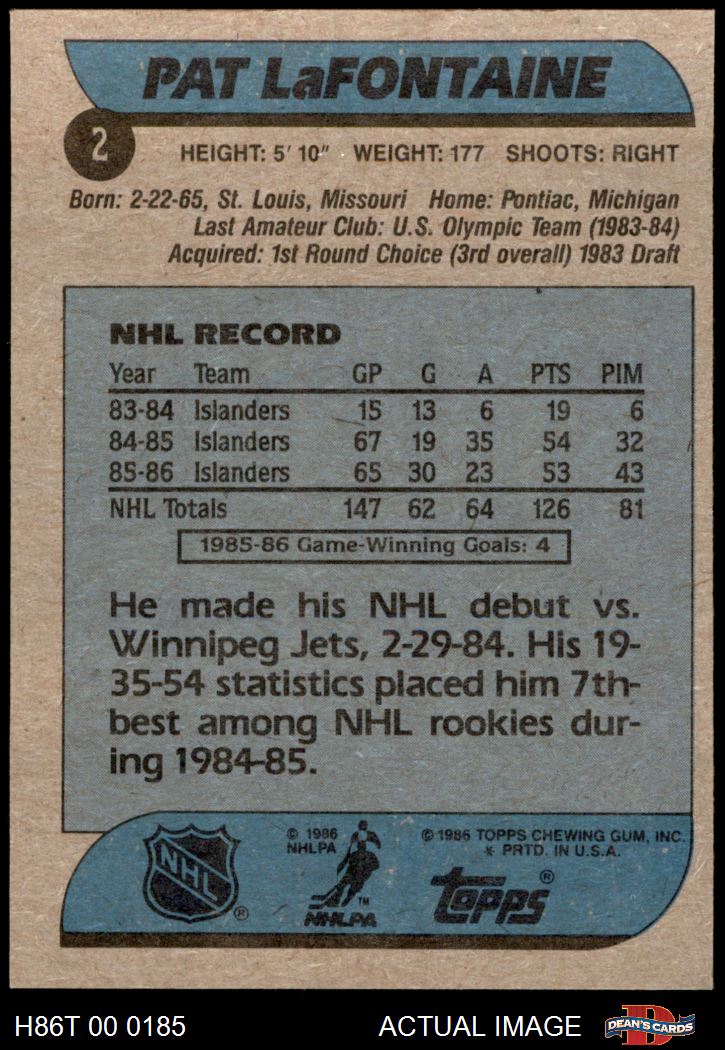 PAT LaFONTAINE
2
HEIGHT: 5' 10" WEIGHT: 177 SHOOTS: RIGHT
Born: 2-22-65, St. Louis, Missouri Home: Pontiac, Michigan
Last Amateur Club: U.S. Olympic Team (1983-84)
Acquired: 1st Round Choice (3rd overall) 1983 Draft
NHL RECORD
Year Team GP G A PTS PIM
83-84 Islanders 15 13 6 19 6
84-85 Islanders 67 19 35 54 32
85-86 Islanders 65 30 23 53 43
NHL Totals 147 62 64 126 81
1985-86 Game-Winning Goals: 4
He made his NHL debut vs.
Winnipeg Jets, 2-29-84. His 19-
35-54 statistics placed him 7th-
best among NHL rookies dur-
ing 1984-85.
NHL ®
© 1986
NHLPA
TM
NHLPA
© 1986 TOPPS CHEWING GUM, INC.
* PRTD. IN U.S.A.
topps ®
H86T 00 0185 ACTUAL IMAGE
D
DEAN'S CARDS